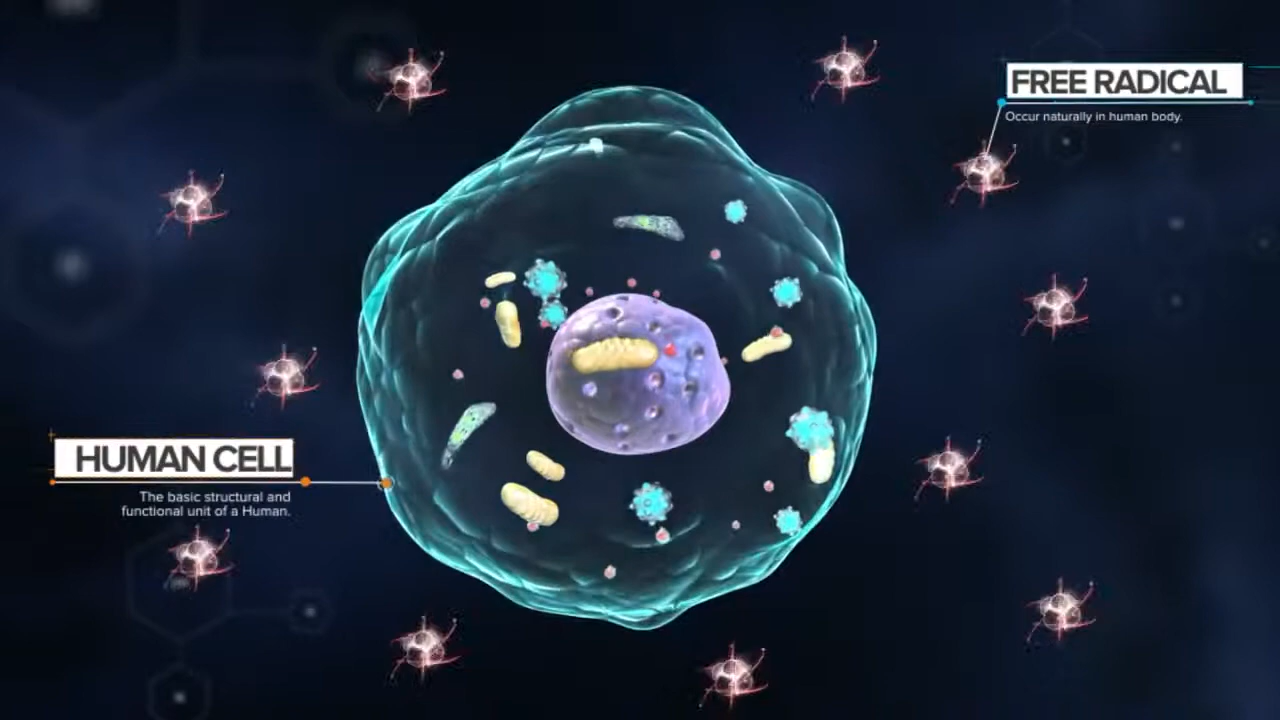 FREE RADICAL
Occur naturally in human body.
HUMAN CELL
The basic structural and
functional unit of a Human.